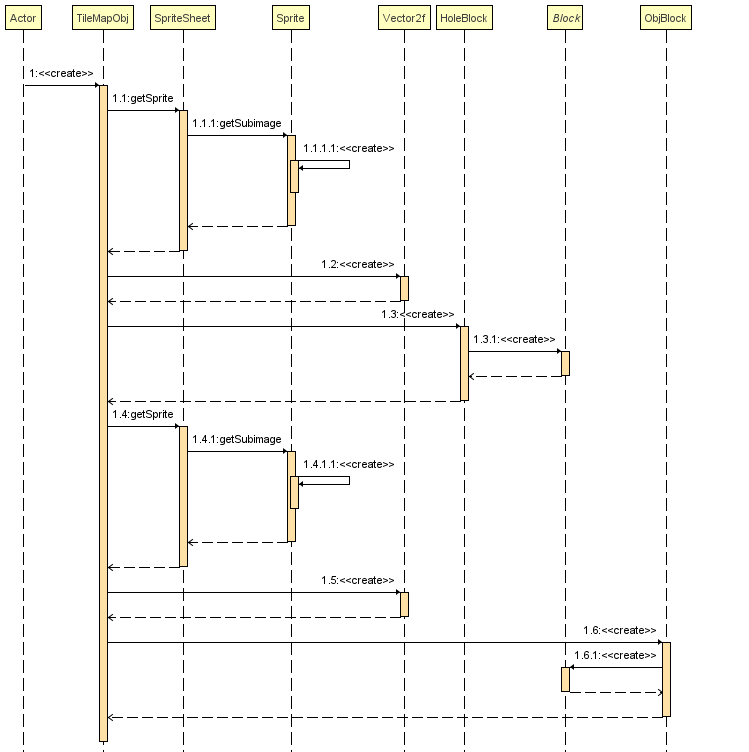 Actor
TileMapObj
SpriteSheet
Sprite
Vector2f
HoleBlock
Block
ObjBlock
1:<<create>>
1.1:getSprite
1.1.1:getSubimage
1.1.1.1:<<create>>
1.2:<<create>>
1.3:<<create>>
1.3.1:<<create>>
1.4:getSprite
1.4.1:getSubimage
1.4.1.1:<<create>>
1.5:<<create>>
1.6:<<create>>
1.6.1:<<create>>